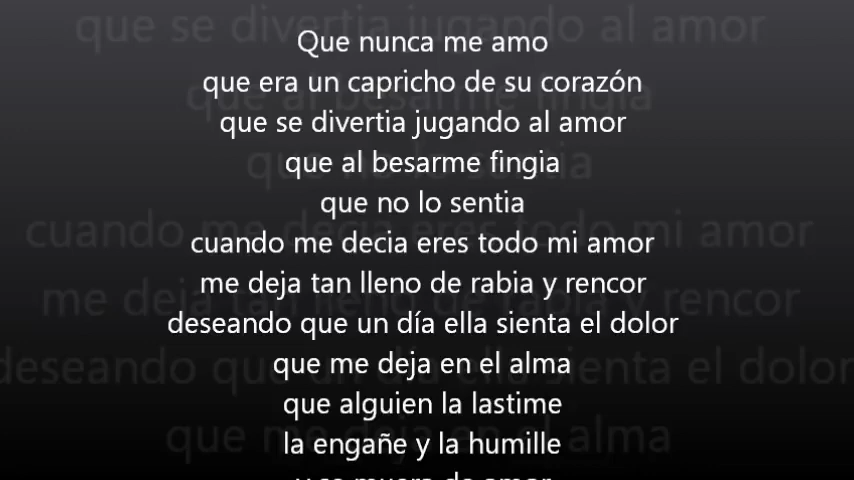 Que nunca me amo
que era un capricho de su corazón
que se divertia jugando al amor
que al besarme fingia
que no lo sentia
cuando me decia eres todo mi amor
me deja tan lleno de rabia y rencor
deseando que un día ella sienta el dolor
que me deja en el alma
que alguien la lastime
la engañe y la humille